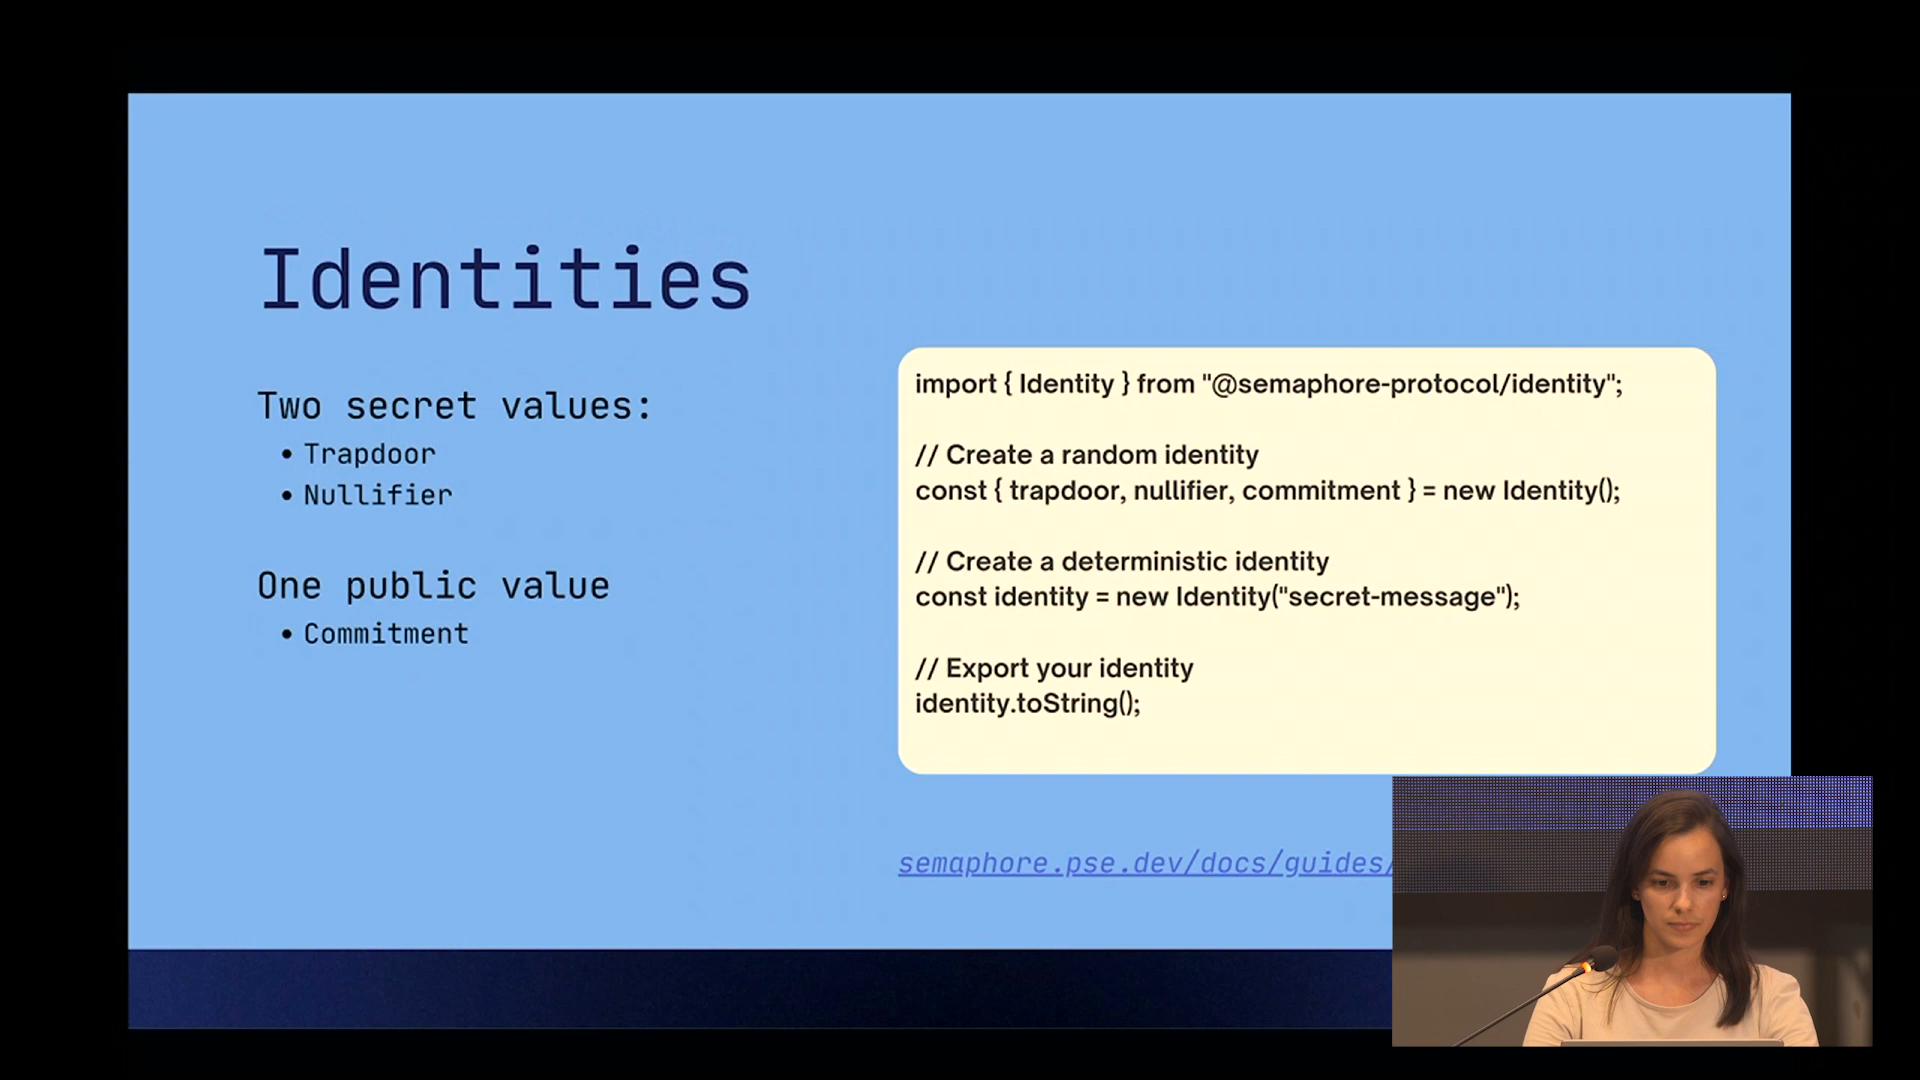 Identities
Two secret values:
• Trapdoor
• Nullifier
One public value
• Commitment
import { Identity } from "@semaphore-protocol/identity";
// Create a random identity
const { trapdoor, nullifier, commitment } = new Identity();
// Create a deterministic identity
const identity = new Identity("secret-message");
// Export your identity
identity.toString();
semaphore.pse.dev/docs/guides/